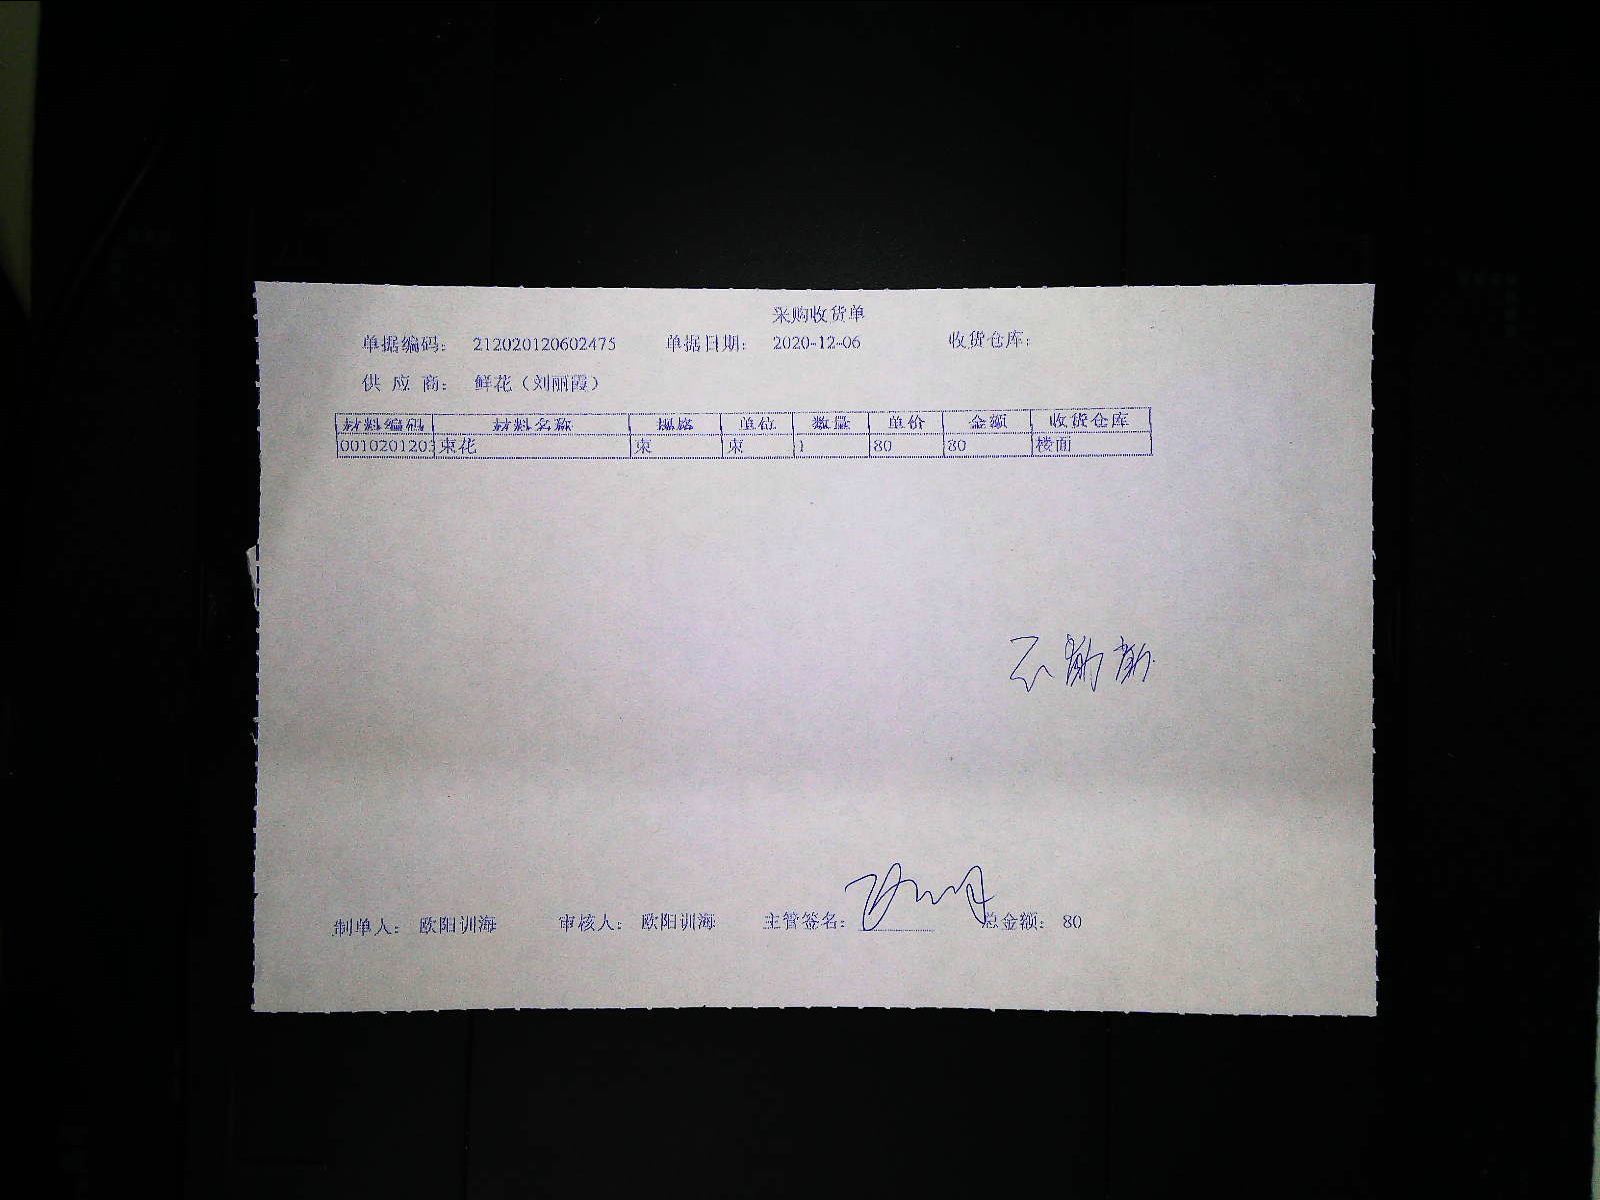 采购收货单
单据编码： 212020120602475 单据日期： 2020-12-06 收货仓库：
供 应 商： 鲜花（刘丽霞）
材料编码 材料名称 规格 单位 数量 单价 金额 收货仓库
0010201203 束花 束 束 1 80 80 楼面
制单人： 欧阳训海 审核人： 欧阳训海 主管签名： 总金额： 80